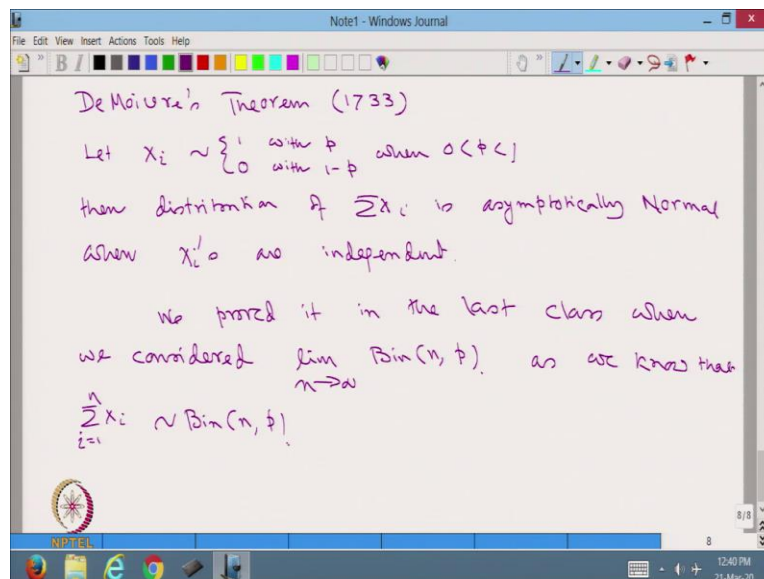 Note1 - Windows Journal
File Edit View Insert Actions Tools Help
B I
De Moivre's Theorem (1733)
Let Xi ~ { 1 with p
0 with 1-p when 0<p<1
then distribution of Σxi is asymptotically Normal
when xi's are independent.
We proved it in the last class when
we considered lim n→∞ Bin(n, p). as we know that
Σ i=1 n xi ~ Bin(n, p).
8/8
NPTEL
8
12:40 PM
21-Mar-20